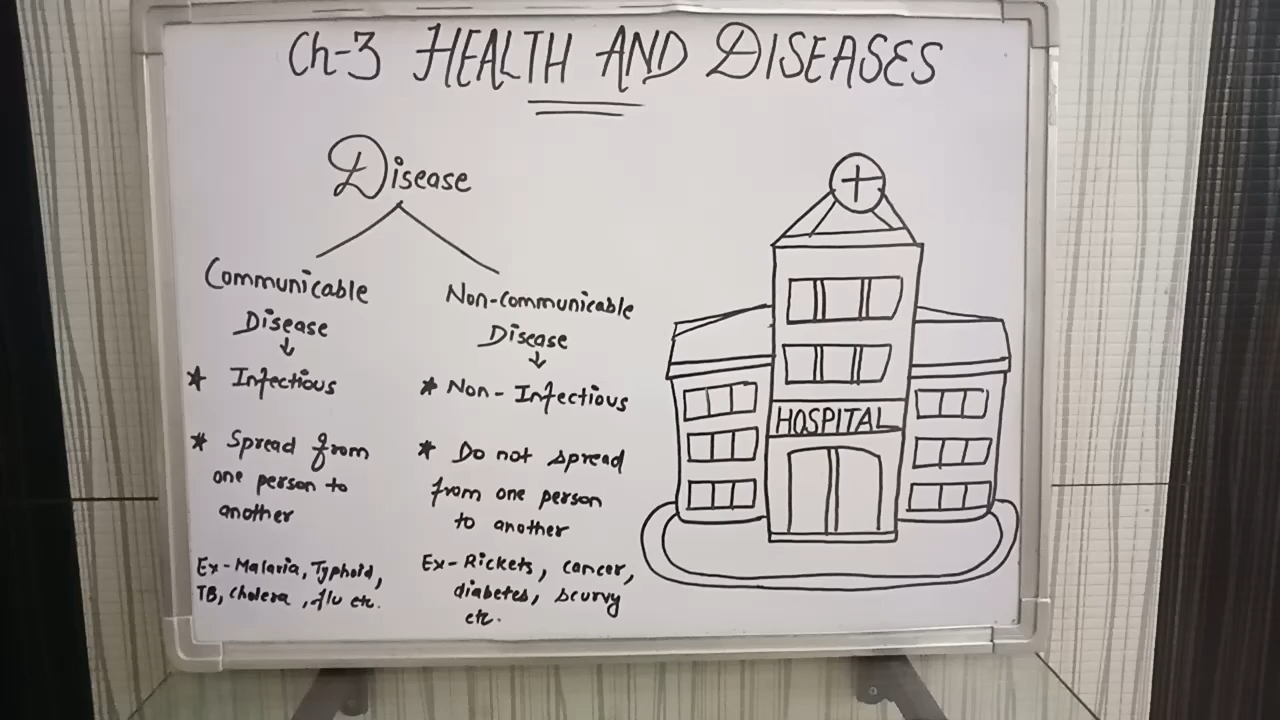 Ch-3 HEALTH AND DISEASES
Disease
Communicable
Disease
* Infectious
* Spread from
one person to
another
Ex- Malaria, Typhoid,
TB, cholera, flu etc.
Non-communicable
Disease
* Non-Infectious
* Do not spread
from one person
to another
Ex- Rickets, cancer,
diabetes, scurvy
etc.
HOSPITAL